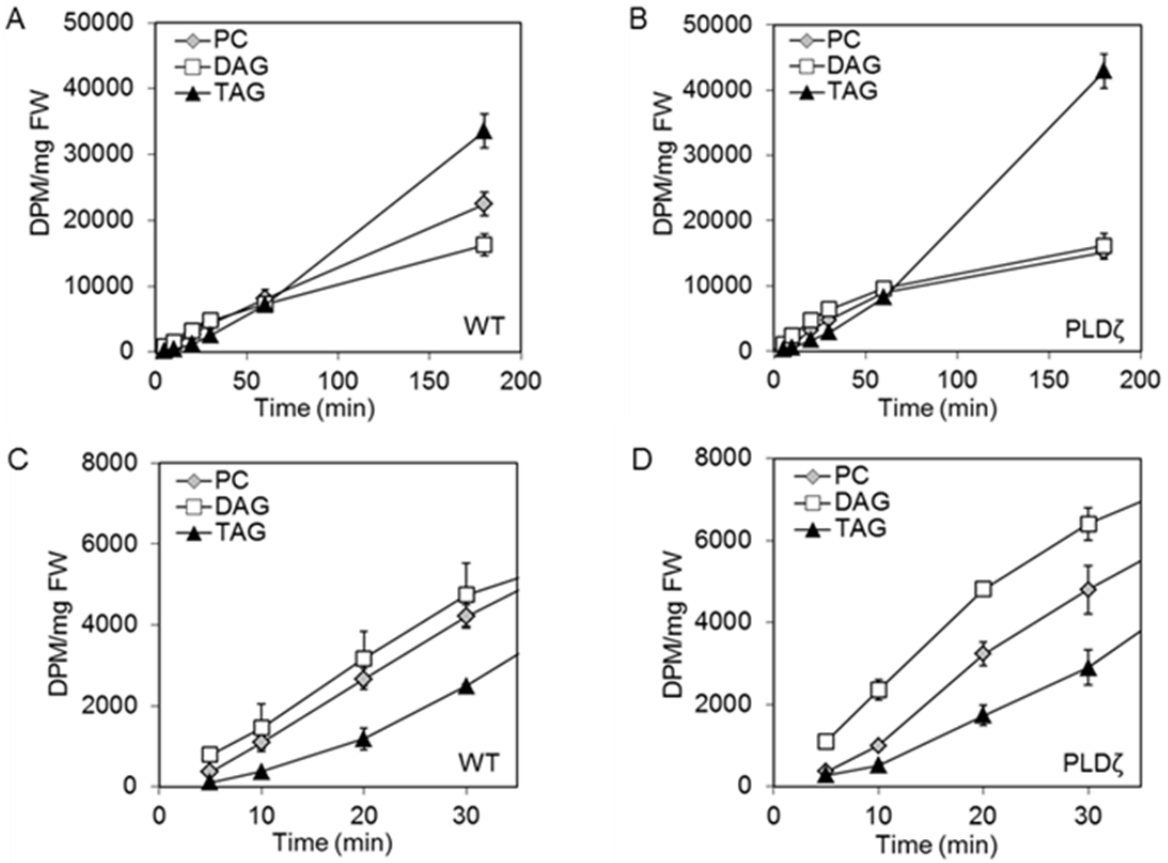 A
50000
40000
30000
20000
10000
0
DPM/mg FW
PC
DAG
TAG
WT
0 50 100 150 200
Time (min)
B
50000
40000
30000
20000
10000
0
DPM/mg FW
PC
DAG
TAG
PLDζ
0 50 100 150 200
Time (min)
C
8000
6000
4000
2000
0
DPM/mg FW
PC
DAG
TAG
WT
0 10 20 30
Time (min)
D
8000
6000
4000
2000
0
DPM/mg FW
PC
DAG
TAG
PLDζ
0 10 20 30
Time (min)